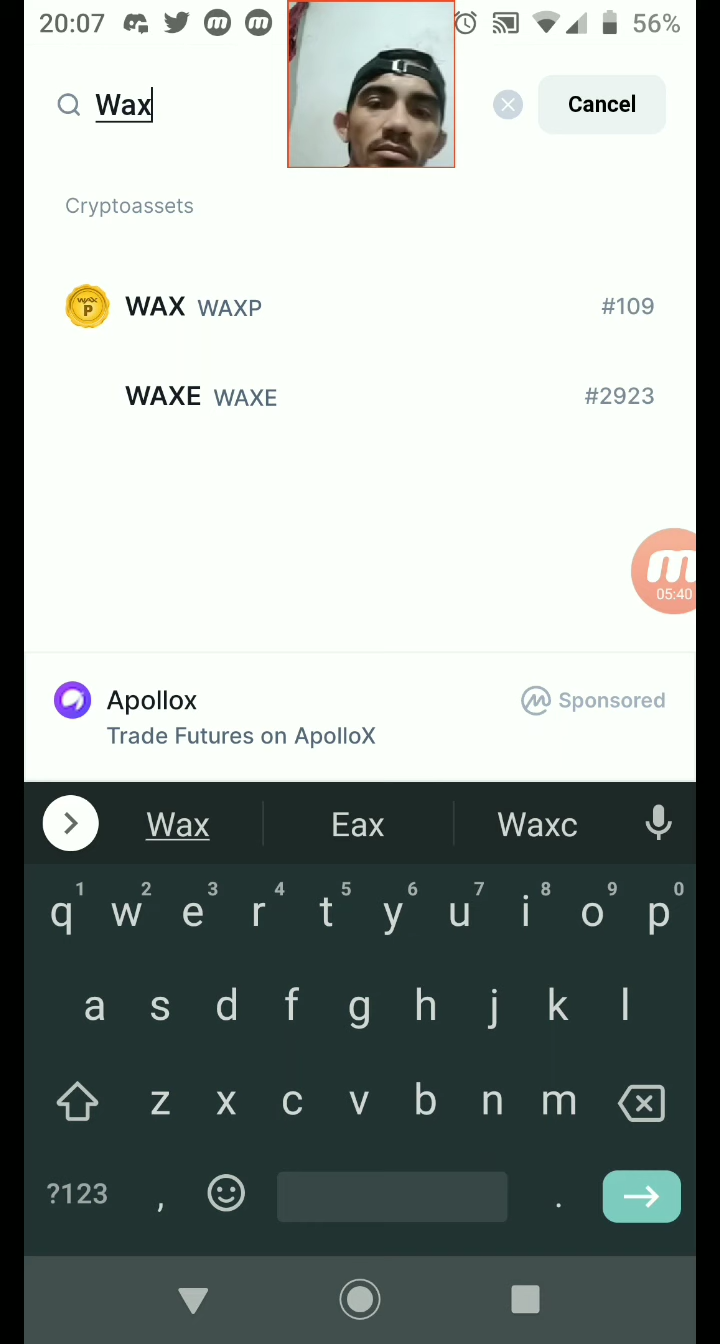 20:07 56%
Wax Cancel
Cryptoassets
wax P WAX WAXP #109
WAXE WAXE #2923
m 05:40
Apollox Sponsored
Trade Futures on ApolloX
Wax Eax Waxc
1 2 3 4 5 6 7 8 9 0
q w e r t y u i o p
a s d f g h j k l
z x c v b n m
?123 , .